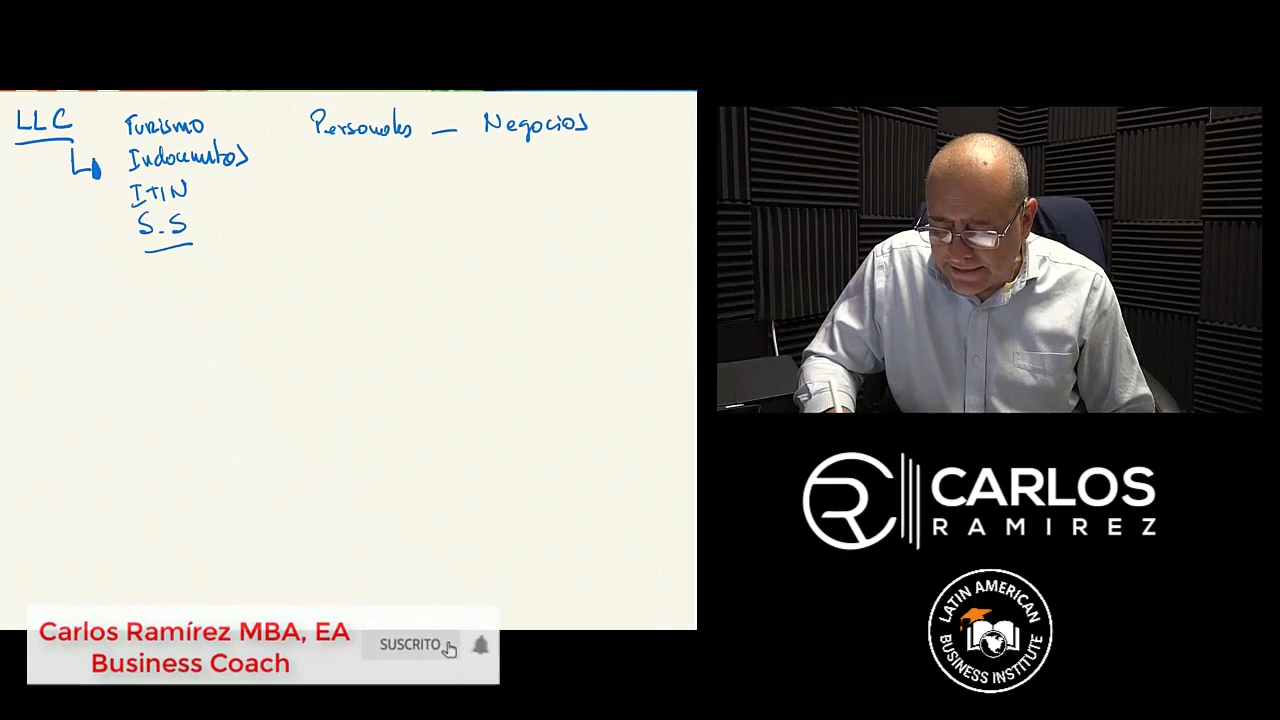 LLC Turismo Personales – Negocios
Indocumentos
ITIN
S.S
CARLOS
RAMIREZ
LATIN AMERICAN
BUSINESS INSTITUTE
Carlos Ramírez MBA, EA
Business Coach
SUSCRITO